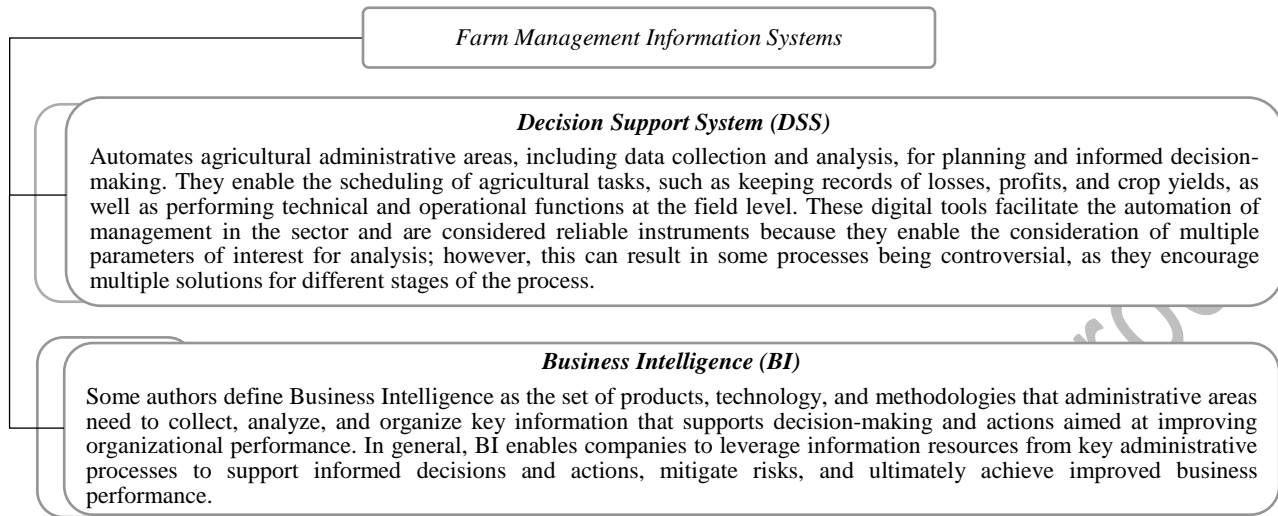 Farm Management Information Systems
Decision Support System (DSS)
Automates agricultural administrative areas, including data collection and analysis, for planning and informed decision-
making. They enable the scheduling of agricultural tasks, such as keeping records of losses, profits, and crop yields, as
well as performing technical and operational functions at the field level. These digital tools facilitate the automation of
management in the sector and are considered reliable instruments because they enable the consideration of multiple
parameters of interest for analysis; however, this can result in some processes being controversial, as they encourage
multiple solutions for different stages of the process.
Business Intelligence (BI)
Some authors define Business Intelligence as the set of products, technology, and methodologies that administrative areas
need to collect, analyze, and organize key information that supports decision-making and actions aimed at improving
organizational performance. In general, BI enables companies to leverage information resources from key administrative
processes to support informed decisions and actions, mitigate risks, and ultimately achieve improved business
performance.